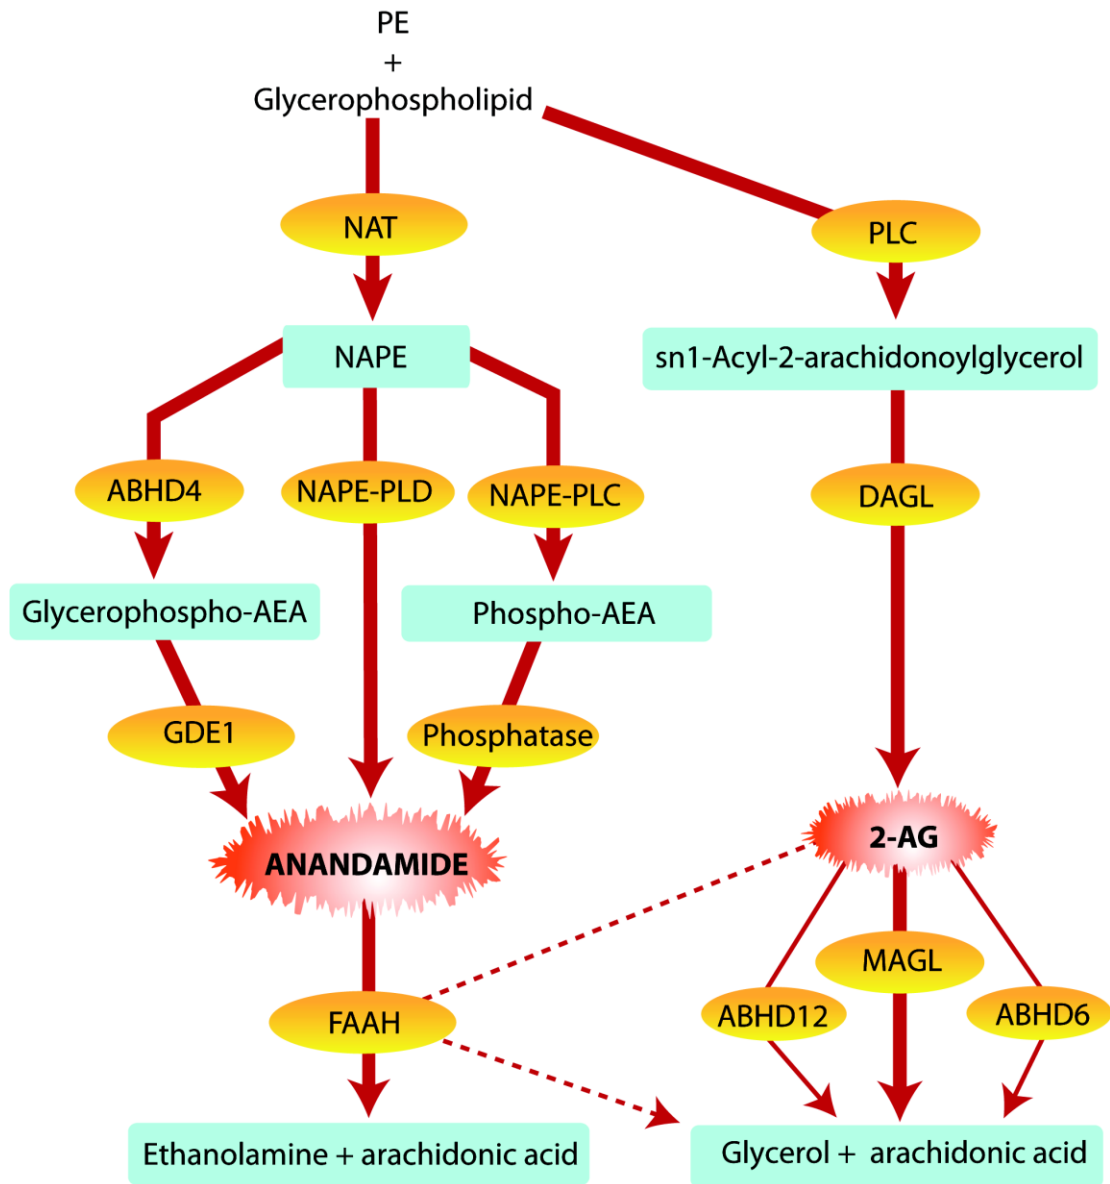 PE
+
Glycerophospholipid
NAT
PLC
NAPE
sn1-Acyl-2-arachidonoylglycerol
ABHD4
NAPE-PLD
NAPE-PLC
DAGL
Glycerophospho-AEA
Phospho-AEA
GDE1
Phosphatase
ANANDAMIDE
2-AG
MAGL
FAAH
ABHD12
ABHD6
Ethanolamine + arachidonic acid
Glycerol + arachidonic acid